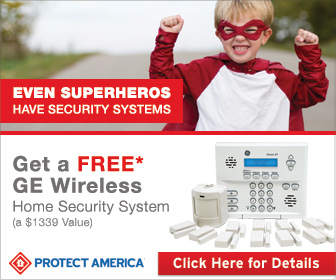 EVEN SUPERHEROS
HAVE SECURITY SYSTEMS
Get a FREE*
GE Wireless
Home Security System
(a $1339 Value)
PROTECT AMERICA
Click Here for Details